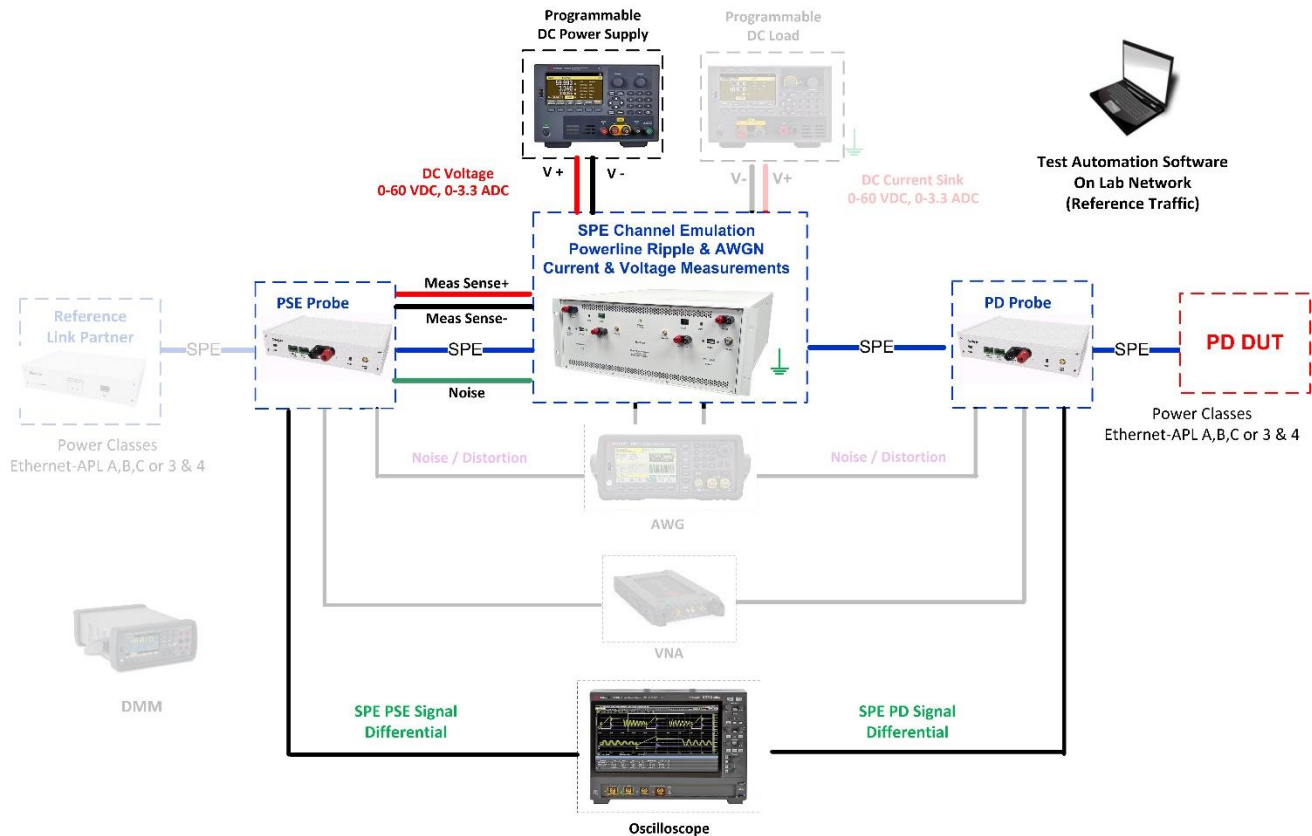 Programmable
DC Power Supply
Programmable
DC Load
DC Voltage
0-60 VDC, 0-3.3 ADC
V +
V -
V-
V+
DC Current Sink
0-60 VDC, 0-3.3 ADC
Test Automation Software
On Lab Network
(Reference Traffic)
SPE Channel Emulation
Powerline Ripple & AWGN
Current & Voltage Measurements
Reference
Link Partner
SPE
PSE Probe
Meas Sense+
Meas Sense-
SPE
Noise
SPE
PD Probe
SPE
PD DUT
Power Classes
Ethernet-APL A,B,C or 3 & 4
Power Classes
Ethernet-APL A,B,C or 3 & 4
Noise / Distortion
Noise / Distortion
AWG
VNA
DMM
SPE PSE Signal
Differential
SPE PD Signal
Differential
Oscilloscope